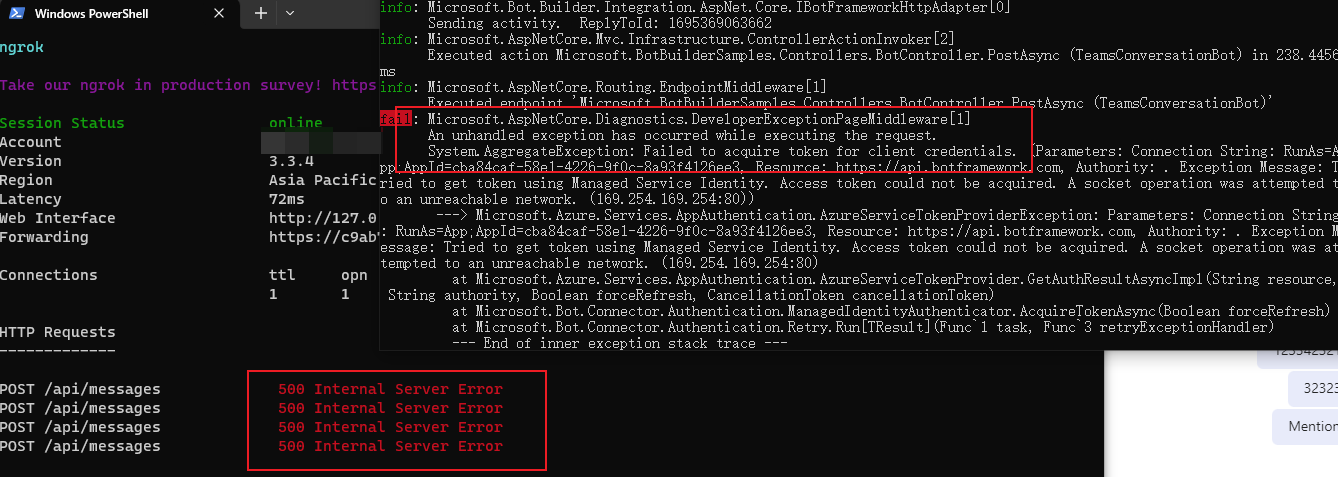 Windows PowerShell
ngrok
Take our ngrok in production survey! https
Session Status online
Account
Version 3.3.4
Region Asia Pacific
Latency 72ms
Web Interface http://127.0
Forwarding https://c9ab
Connections ttl opn
1 1
HTTP Requests
-------------
POST /api/messages 500 Internal Server Error
POST /api/messages 500 Internal Server Error
POST /api/messages 500 Internal Server Error
POST /api/messages 500 Internal Server Error
info: Microsoft.Bot.Builder.Integration.AspNet.Core.IBotFrameworkHttpAdapter[0]
Sending activity. ReplyToId: 1695369063662
info: Microsoft.AspNetCore.Mvc.Infrastructure.ControllerActionInvoker[2]
Executed action Microsoft.BotBuilderSamples.Controllers.BotController.PostAsync (TeamsConversationBot) in 238.4456
ms
info: Microsoft.AspNetCore.Routing.EndpointMiddleware[1]
Executed endpoint 'Microsoft.BotBuilderSamples.Controllers.BotController.PostAsync (TeamsConversationBot)'
fail: Microsoft.AspNetCore.Diagnostics.DeveloperExceptionPageMiddleware[1]
An unhandled exception has occurred while executing the request.
System.AggregateException: Failed to acquire token for client credentials. (Parameters: Connection String: RunAs=A
pp;AppId=cba84caf-58e1-4226-9f0c-8a93f4126ee3, Resource: https://api.botframework.com, Authority: . Exception Message: T
ried to get token using Managed Service Identity. Access token could not be acquired. A socket operation was attempted t
o an unreachable network. (169.254.169.254:80))
---> Microsoft.Azure.Services.AppAuthentication.AzureServiceTokenProviderException: Parameters: Connection String
: RunAs=App;AppId=cba84caf-58e1-4226-9f0c-8a93f4126ee3, Resource: https://api.botframework.com, Authority: . Exception M
essage: Tried to get token using Managed Service Identity. Access token could not be acquired. A socket operation was at
tempted to an unreachable network. (169.254.169.254:80)
at Microsoft.Azure.Services.AppAuthentication.AzureServiceTokenProvider.GetAuthResultAsyncImpl(String resource,
String authority, Boolean forceRefresh, CancellationToken cancellationToken)
at Microsoft.Bot.Connector.Authentication.ManagedIdentityAuthenticator.AcquireTokenAsync(Boolean forceRefresh)
at Microsoft.Bot.Connector.Authentication.Retry.Run[TResult](Func`1 task, Func`3 retryExceptionHandler)
--- End of inner exception stack trace ---
32323
Mention